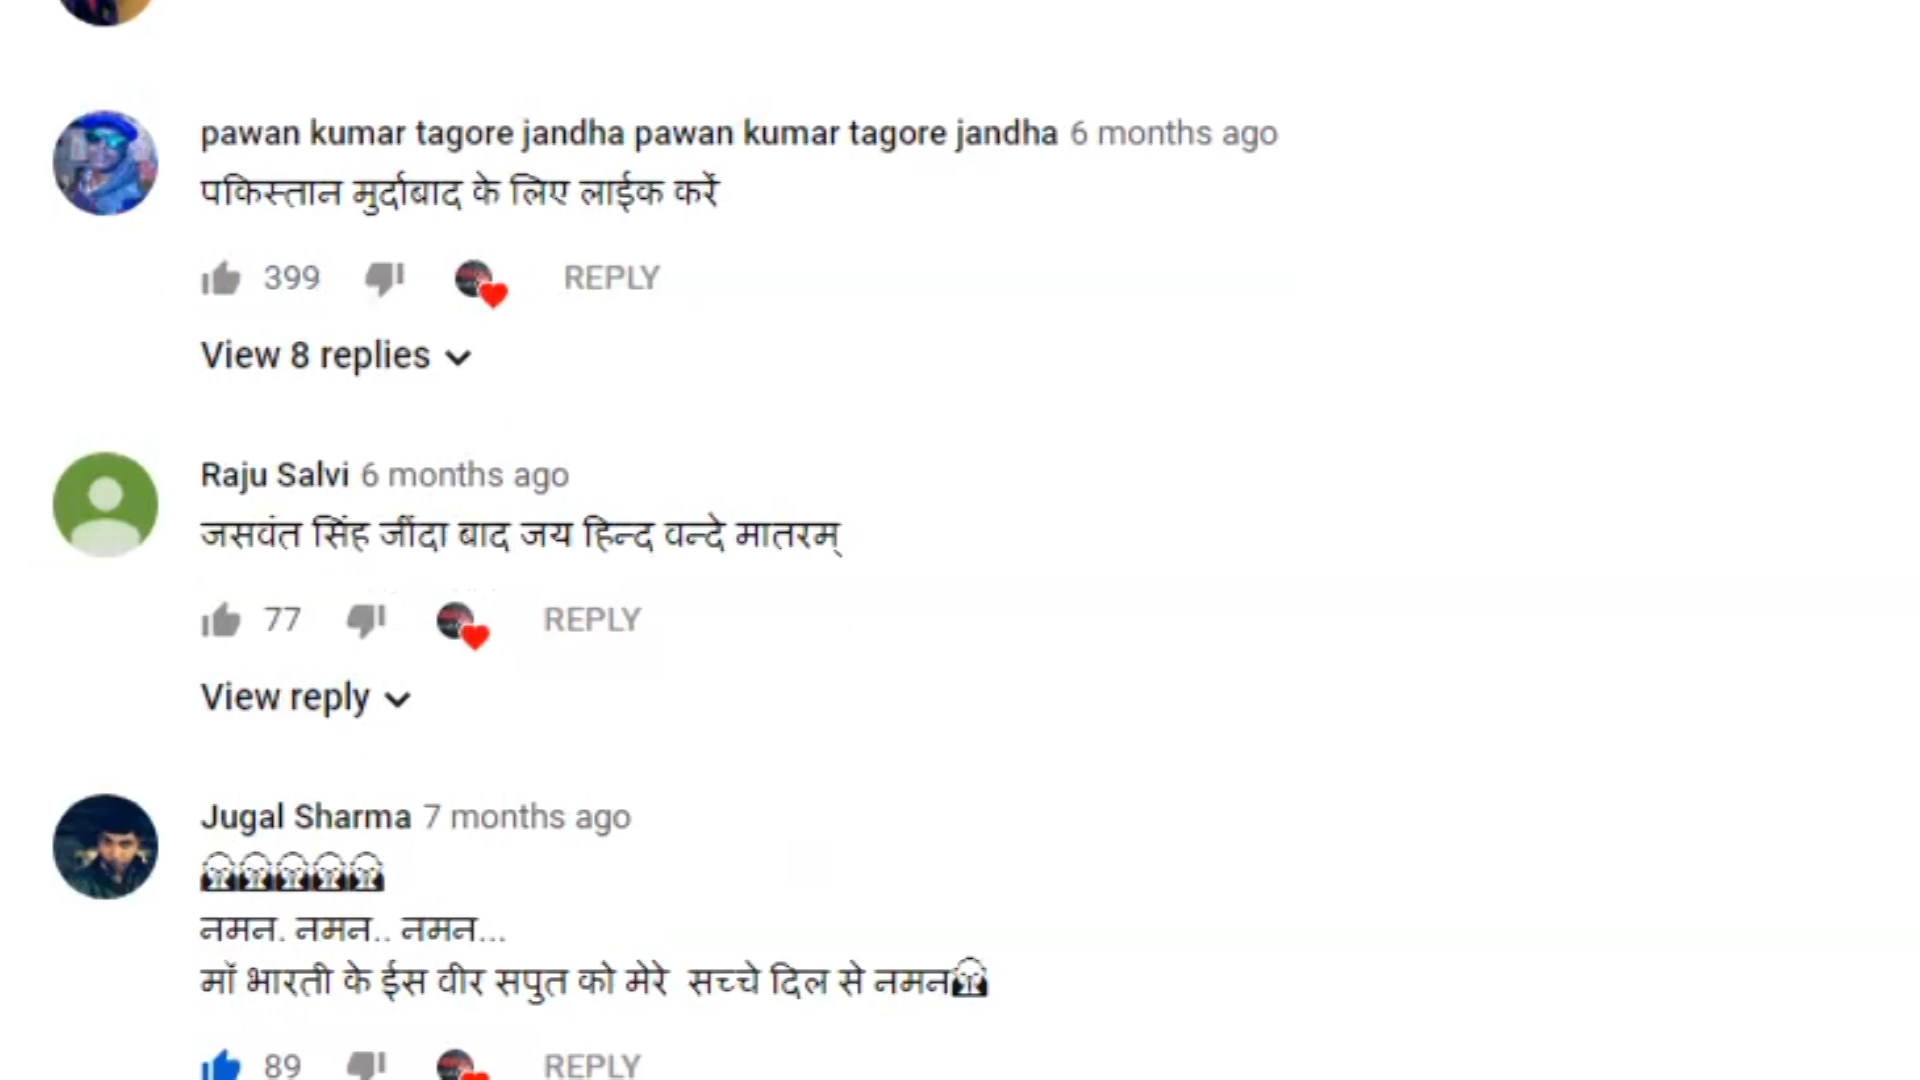 pawan kumar tagore jandha pawan kumar tagore jandha 6 months ago
पकिस्तान मुर्दाबाद के लिए लाईक करें
399 REPLY
View 8 replies
Raju Salvi 6 months ago
जसवंत सिंह जींदा बाद जय हिन्द वन्दे मातरम्
77 REPLY
View reply
Jugal Sharma 7 months ago
नमन. नमन.. नमन...
माँ भारती के ईस वीर सपुत को मेरे सच्चे दिल से नमन
89 REPLY